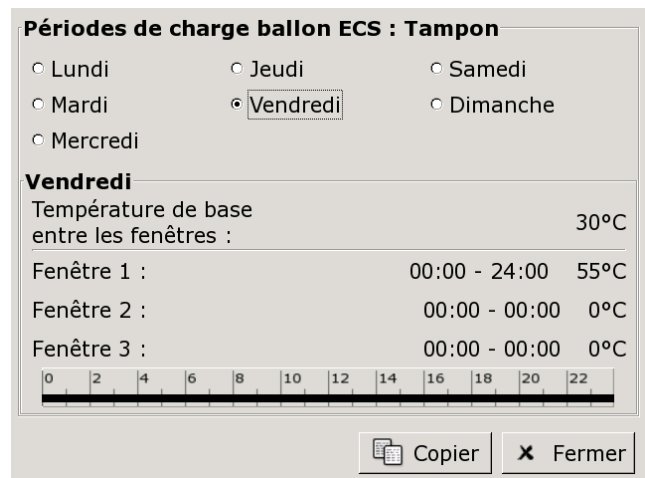 Périodes de charge ballon ECS : Tampon
Lundi Jeudi Samedi
Mardi Vendredi Dimanche
Mercredi
Vendredi
Température de base
entre les fenêtres : 30°C
Fenêtre 1 : 00:00 - 24:00 55°C
Fenêtre 2 : 00:00 - 00:00 0°C
Fenêtre 3 : 00:00 - 00:00 0°C
0 2 4 6 8 10 12 14 16 18 20 22
Copier Fermer